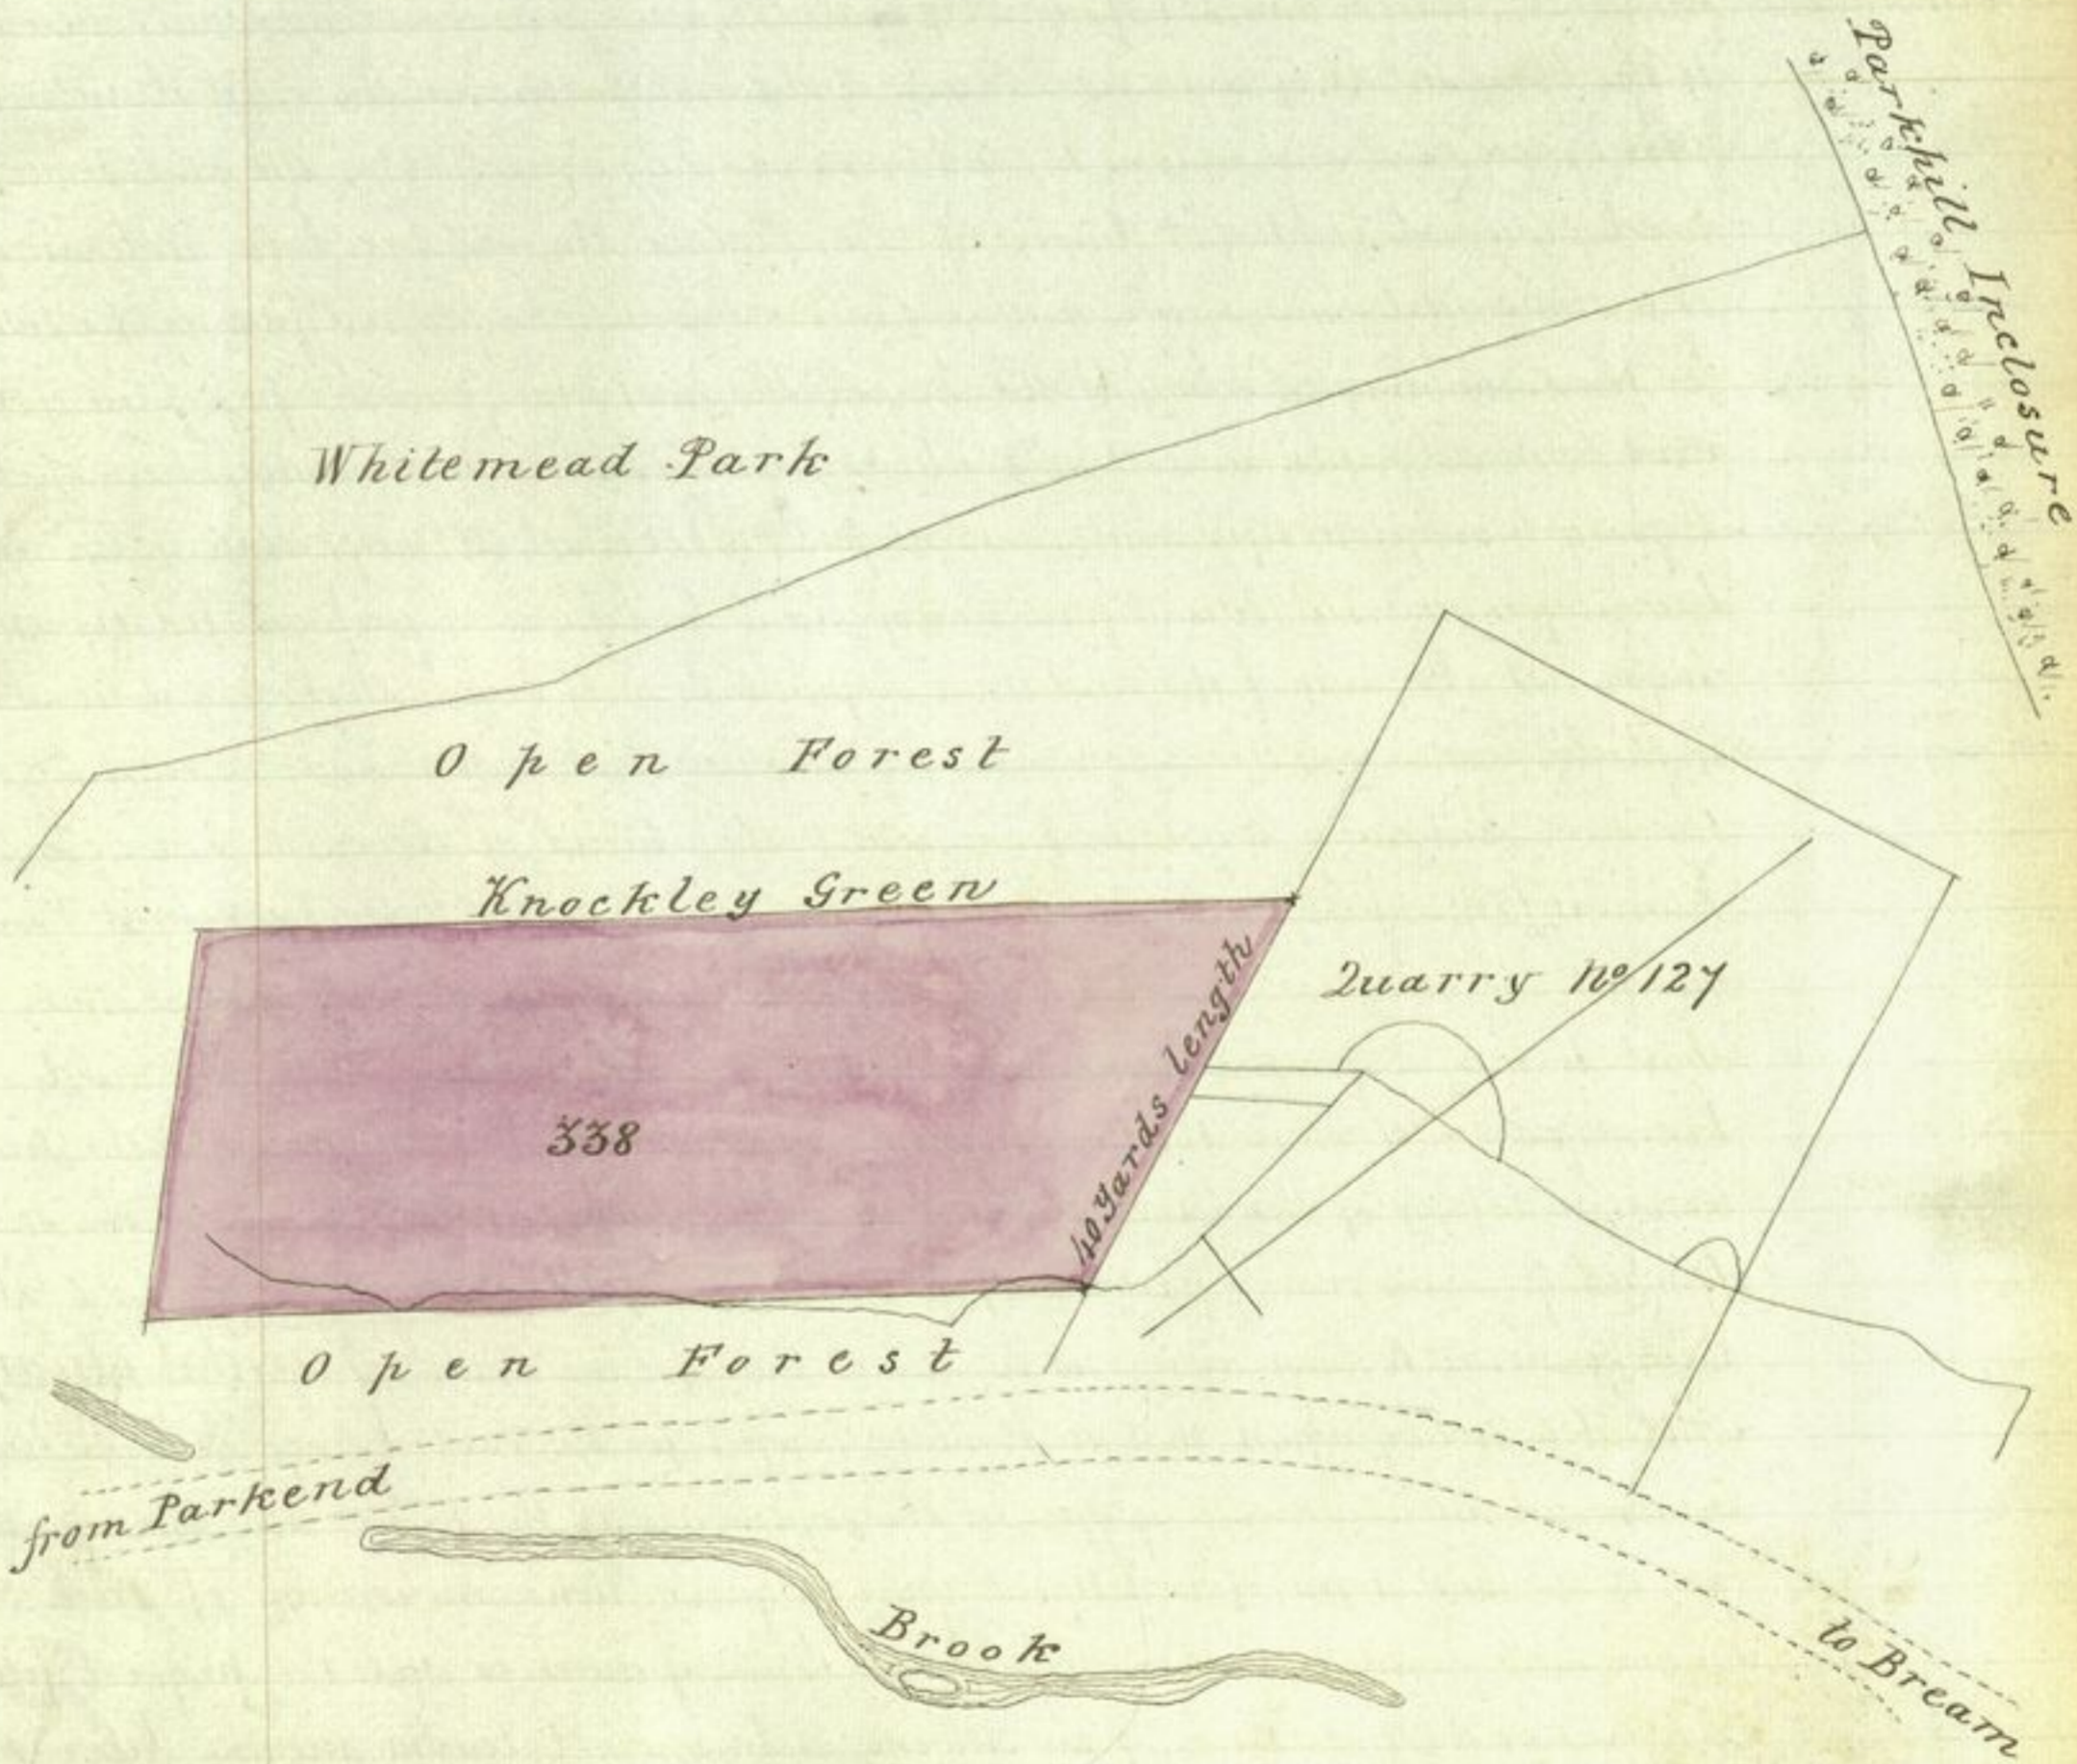 Parkhill Inclosure
Whitemead Park
Open Forest
Knockley Green
Quarry No 127
40 Yards length
338
Open Forest
from Parkend
Brook
to Bream